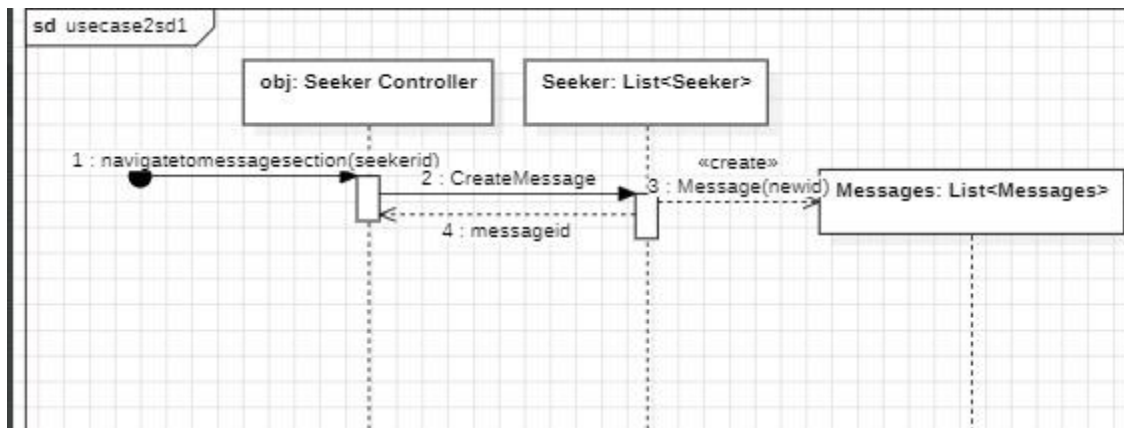 sd usecase2sd1
obj: Seeker Controller
Seeker: List<Seeker>
1 : navigatetomessagesection(seekerid)
«create»
2 : CreateMessage
3 : Message(newid)
Messages: List<Messages>
4 : messageid